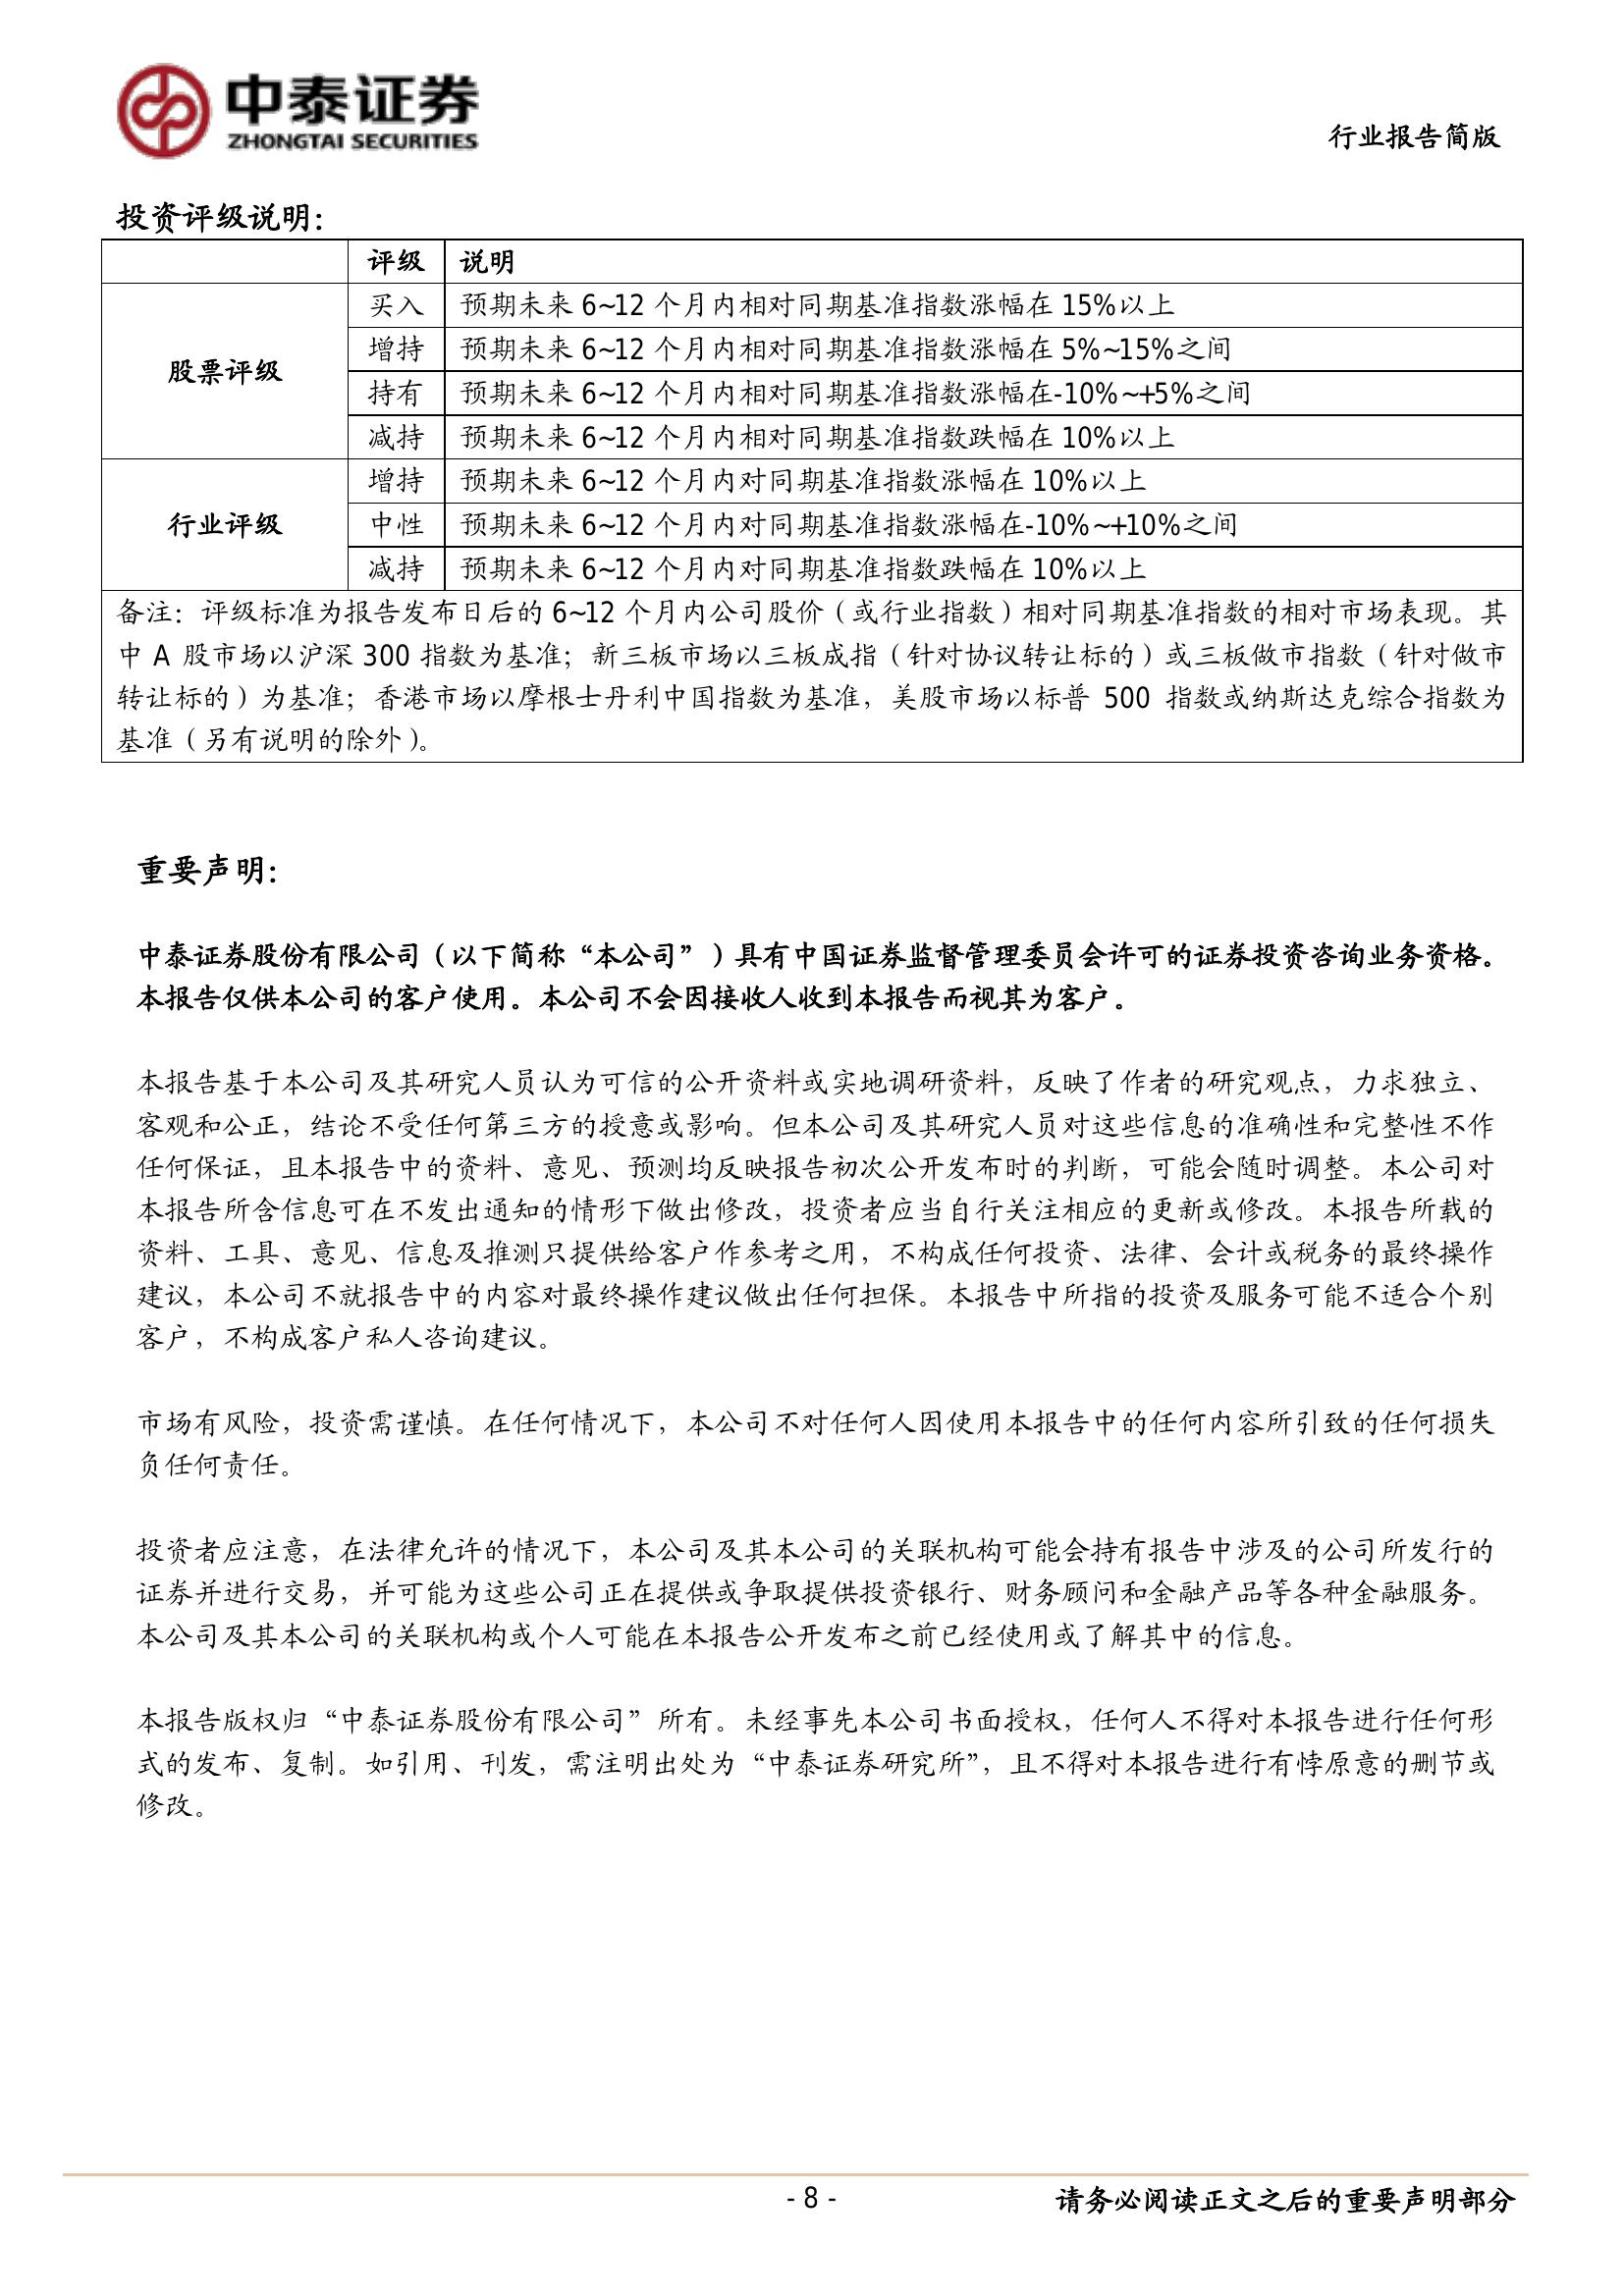 中泰证券
ZHONGTAI SECURITIES
行业报告简版
投资评级说明：
评级 说明
股票评级
买入 预期未来 6~12 个月内相对同期基准指数涨幅在 15%以上
增持 预期未来 6~12 个月内相对同期基准指数涨幅在 5%~15%之间
持有 预期未来 6~12 个月内相对同期基准指数涨幅在-10%~+5%之间
减持 预期未来 6~12 个月内相对同期基准指数跌幅在 10%以上
行业评级
增持 预期未来 6~12 个月内对同期基准指数涨幅在 10%以上
中性 预期未来 6~12 个月内对同期基准指数涨幅在-10%~+10%之间
减持 预期未来 6~12 个月内对同期基准指数跌幅在 10%以上
备注：评级标准为报告发布日后的 6~12 个月内公司股价（或行业指数）相对同期基准指数的相对市场表现。其
中 A 股市场以沪深 300 指数为基准；新三板市场以三板成指（针对协议转让标的）或三板做市指数（针对做市
转让标的）为基准；香港市场以摩根士丹利中国指数为基准，美股市场以标普 500 指数或纳斯达克综合指数为
基准（另有说明的除外）。
重要声明：
中泰证券股份有限公司（以下简称“本公司”）具有中国证券监督管理委员会许可的证券投资咨询业务资格。
本报告仅供本公司的客户使用。本公司不会因接收人收到本报告而视其为客户。
本报告基于本公司及其研究人员认为可信的公开资料或实地调研资料，反映了作者的研究观点，力求独立、
客观和公正，结论不受任何第三方的授意或影响。但本公司及其研究人员对这些信息的准确性和完整性不作
任何保证，且本报告中的资料、意见、预测均反映报告初次公开发布时的判断，可能会随时调整。本公司对
本报告所含信息可在不发出通知的情形下做出修改，投资者应当自行关注相应的更新或修改。本报告所载的
资料、工具、意见、信息及推测只提供给客户作参考之用，不构成任何投资、法律、会计或税务的最终操作
建议，本公司不就报告中的内容对最终操作建议做出任何担保。本报告中所指的投资及服务可能不适合个别
客户，不构成客户私人咨询建议。
市场有风险，投资需谨慎。在任何情况下，本公司不对任何人因使用本报告中的任何内容所引致的任何损失
负任何责任。
投资者应注意，在法律允许的情况下，本公司及其本公司的关联机构可能会持有报告中涉及的公司所发行的
证券并进行交易，并可能为这些公司正在提供或争取提供投资银行、财务顾问和金融产品等各种金融服务。
本公司及其本公司的关联机构或个人可能在本报告公开发布之前已经使用或了解其中的信息。
本报告版权归“中泰证券股份有限公司”所有。未经事先本公司书面授权，任何人不得对本报告进行任何形
式的发布、复制。如引用、刊发，需注明出处为“中泰证券研究所”，且不得对本报告进行有悖原意的删节或
修改。
- 8 -
请务必阅读正文之后的重要声明部分